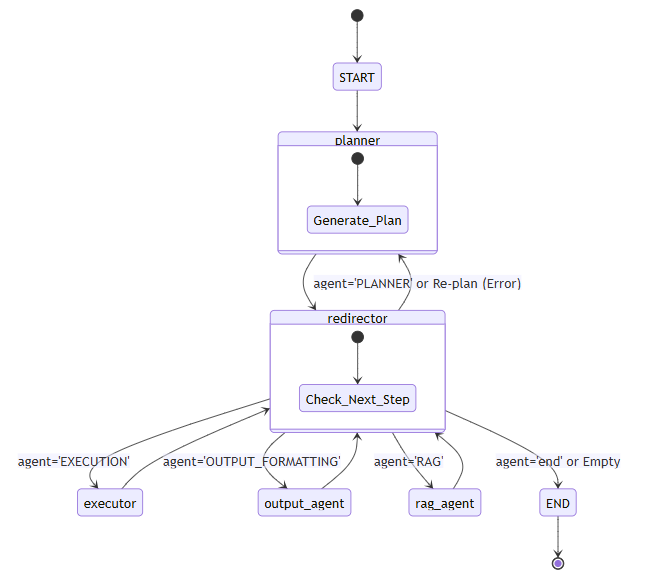 START
planner
Generate_Plan
agent='PLANNER' or Re-plan (Error)
redirector
Check_Next_Step
agent='EXECUTION'
agent='OUTPUT_FORMATTING'
agent='RAG'
agent='end' or Empty
executor
output_agent
rag_agent
END